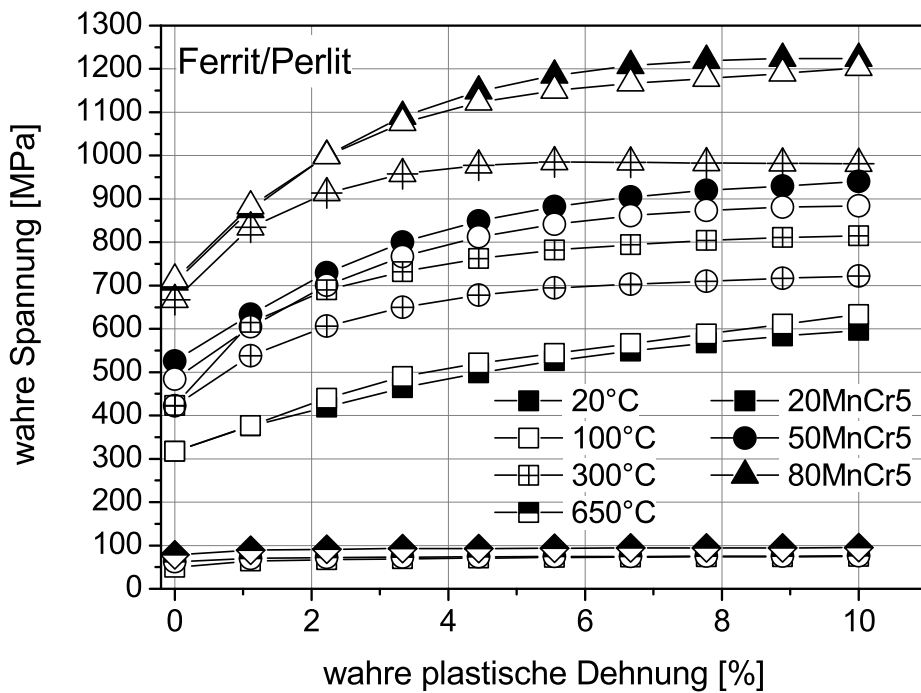 Ferrit/Perlit
wahre Spannung [MPa]
1300
1200
1100
1000
900
800
700
600
500
400
300
200
100
0
20°C
100°C
300°C
650°C
20MnCr5
50MnCr5
80MnCr5
0 2 4 6 8 10
wahre plastische Dehnung [%]